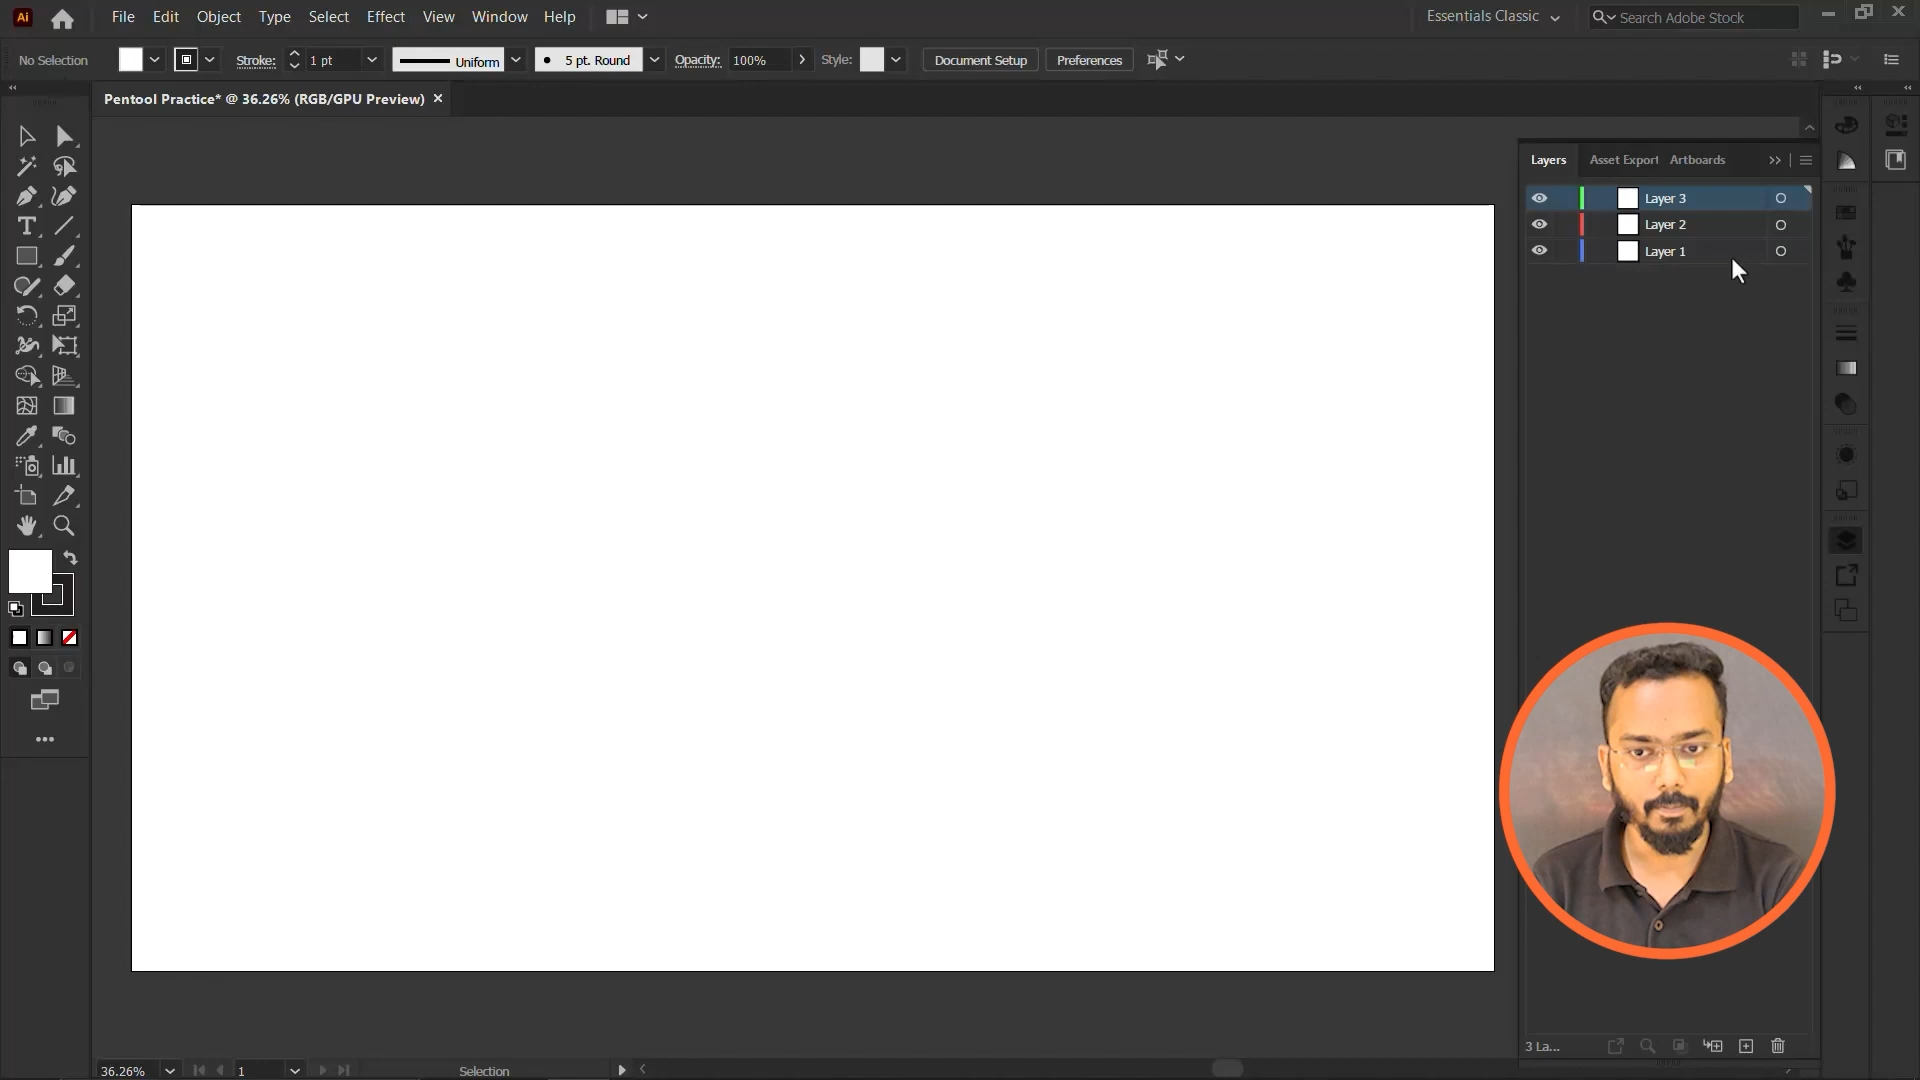 Ai File Edit Object Type Select Effect View Window Help Essentials Classic Search Adobe Stock
No Selection Stroke: 1 pt Uniform 5 pt. Round Opacity: 100% Style: Document Setup Preferences
Pentool Practice* @ 36.26% (RGB/GPU Preview)
Layers Asset Export Artboards
Layer 3
Layer 2
Layer 1
3 La...
36.26% 1 Selection